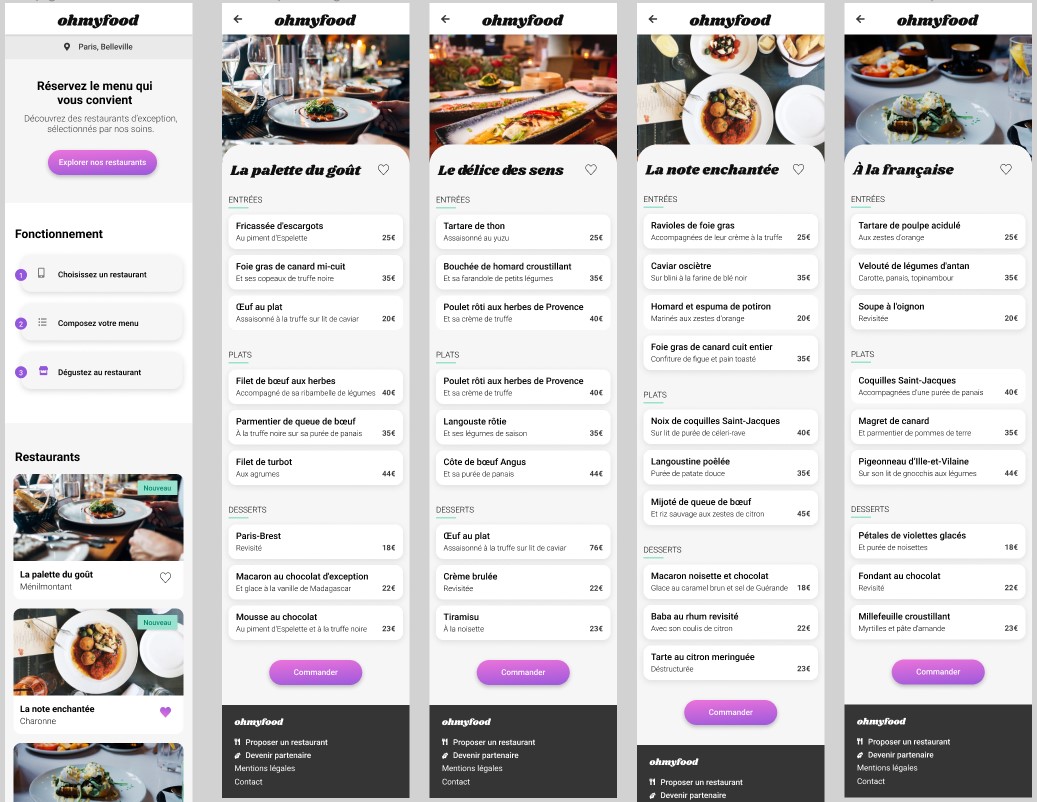 ohmyfood
Paris, Belleville
Réservez le menu qui
vous convient
Découvrez des restaurants d'exception,
sélectionnés par nos soins.
Explorer nos restaurants
Fonctionnement
1 Choisissez un restaurant
2 Composez votre menu
3 Dégustez au restaurant
Restaurants
Nouveau
La palette du goût
Ménilmontant
Nouveau
La note enchantée
Charonne
ohmyfood
La palette du goût
ENTRÉES
Fricassée d'escargots
Au piment d'Espelette 25€
Foie gras de canard mi-cuit
Et ses copeaux de truffe noire 35€
Œuf au plat
Assaisonné à la truffe sur lit de caviar 20€
PLATS
Filet de bœuf aux herbes
Accompagné de sa ribambelle de légumes 40€
Parmentier de queue de bœuf
À la truffe noire sur sa purée de panais 35€
Filet de turbot
Aux agrumes 44€
DESSERTS
Paris-Brest
Revisité 18€
Macaron au chocolat d'exception
Et glace à la vanille de Madagascar 22€
Mousse au chocolat
Au piment d'Espelette et à la truffe noire 23€
Commander
ohmyfood
Proposer un restaurant
Devenir partenaire
Mentions légales
Contact
ohmyfood
Le délice des sens
ENTRÉES
Tartare de thon
Assaisonné au yuzu 25€
Bouchée de homard croustillant
Et sa farandole de petits légumes 35€
Poulet rôti aux herbes de Provence
Et sa crème de truffe 40€
PLATS
Poulet rôti aux herbes de Provence
Et sa crème de truffe 40€
Langouste rôtie
Et ses légumes de saison 35€
Côte de bœuf Angus
Et sa purée de panais 44€
DESSERTS
Œuf au plat
Assaisonné à la truffe sur lit de caviar 76€
Crème brulée
Revisitée 22€
Tiramisu
À la noisette 23€
Commander
ohmyfood
Proposer un restaurant
Devenir partenaire
Mentions légales
Contact
ohmyfood
La note enchantée
ENTRÉES
Ravioles de foie gras
Accompagnées de leur crème à la truffe 25€
Caviar osciètre
Sur blini à la farine de blé noir 35€
Homard et espuma de potiron
Marinés aux zestes d'orange 20€
Foie gras de canard cuit entier
Confiture de figue et pain toasté 35€
PLATS
Noix de coquilles Saint-Jacques
Sur lit de purée de céleri-rave 40€
Langoustine poêlée
Purée de patate douce 35€
Mijoté de queue de bœuf
Et riz sauvage aux zestes de citron 45€
DESSERTS
Macaron noisette et chocolat
Glace au caramel brun et sel de Guérande 18€
Baba au rhum revisité
Avec son coulis de citron 22€
Tarte au citron meringuée
Déstructurée 23€
Commander
ohmyfood
Proposer un restaurant
Devenir partenaire
ohmyfood
À la française
ENTRÉES
Tartare de poulpe acidulé
Aux zestes d'orange 25€
Velouté de légumes d'antan
Carotte, panais, topinambour 35€
Soupe à l'oignon
Revisitée 20€
PLATS
Coquilles Saint-Jacques
Accompagnées d'une purée de panais 40€
Magret de canard
Et parmentier de pommes de terre 35€
Pigeonneau d'Ille-et-Vilaine
Sur son lit de gnocchis aux légumes 44€
DESSERTS
Pétales de violettes glacés
Et purée de noisettes 18€
Fondant au chocolat
Revisité 22€
Millefeuille croustillant
Myrtilles et pâte d'amande 23€
Commander
ohmyfood
Proposer un restaurant
Devenir partenaire
Mentions légales
Contact